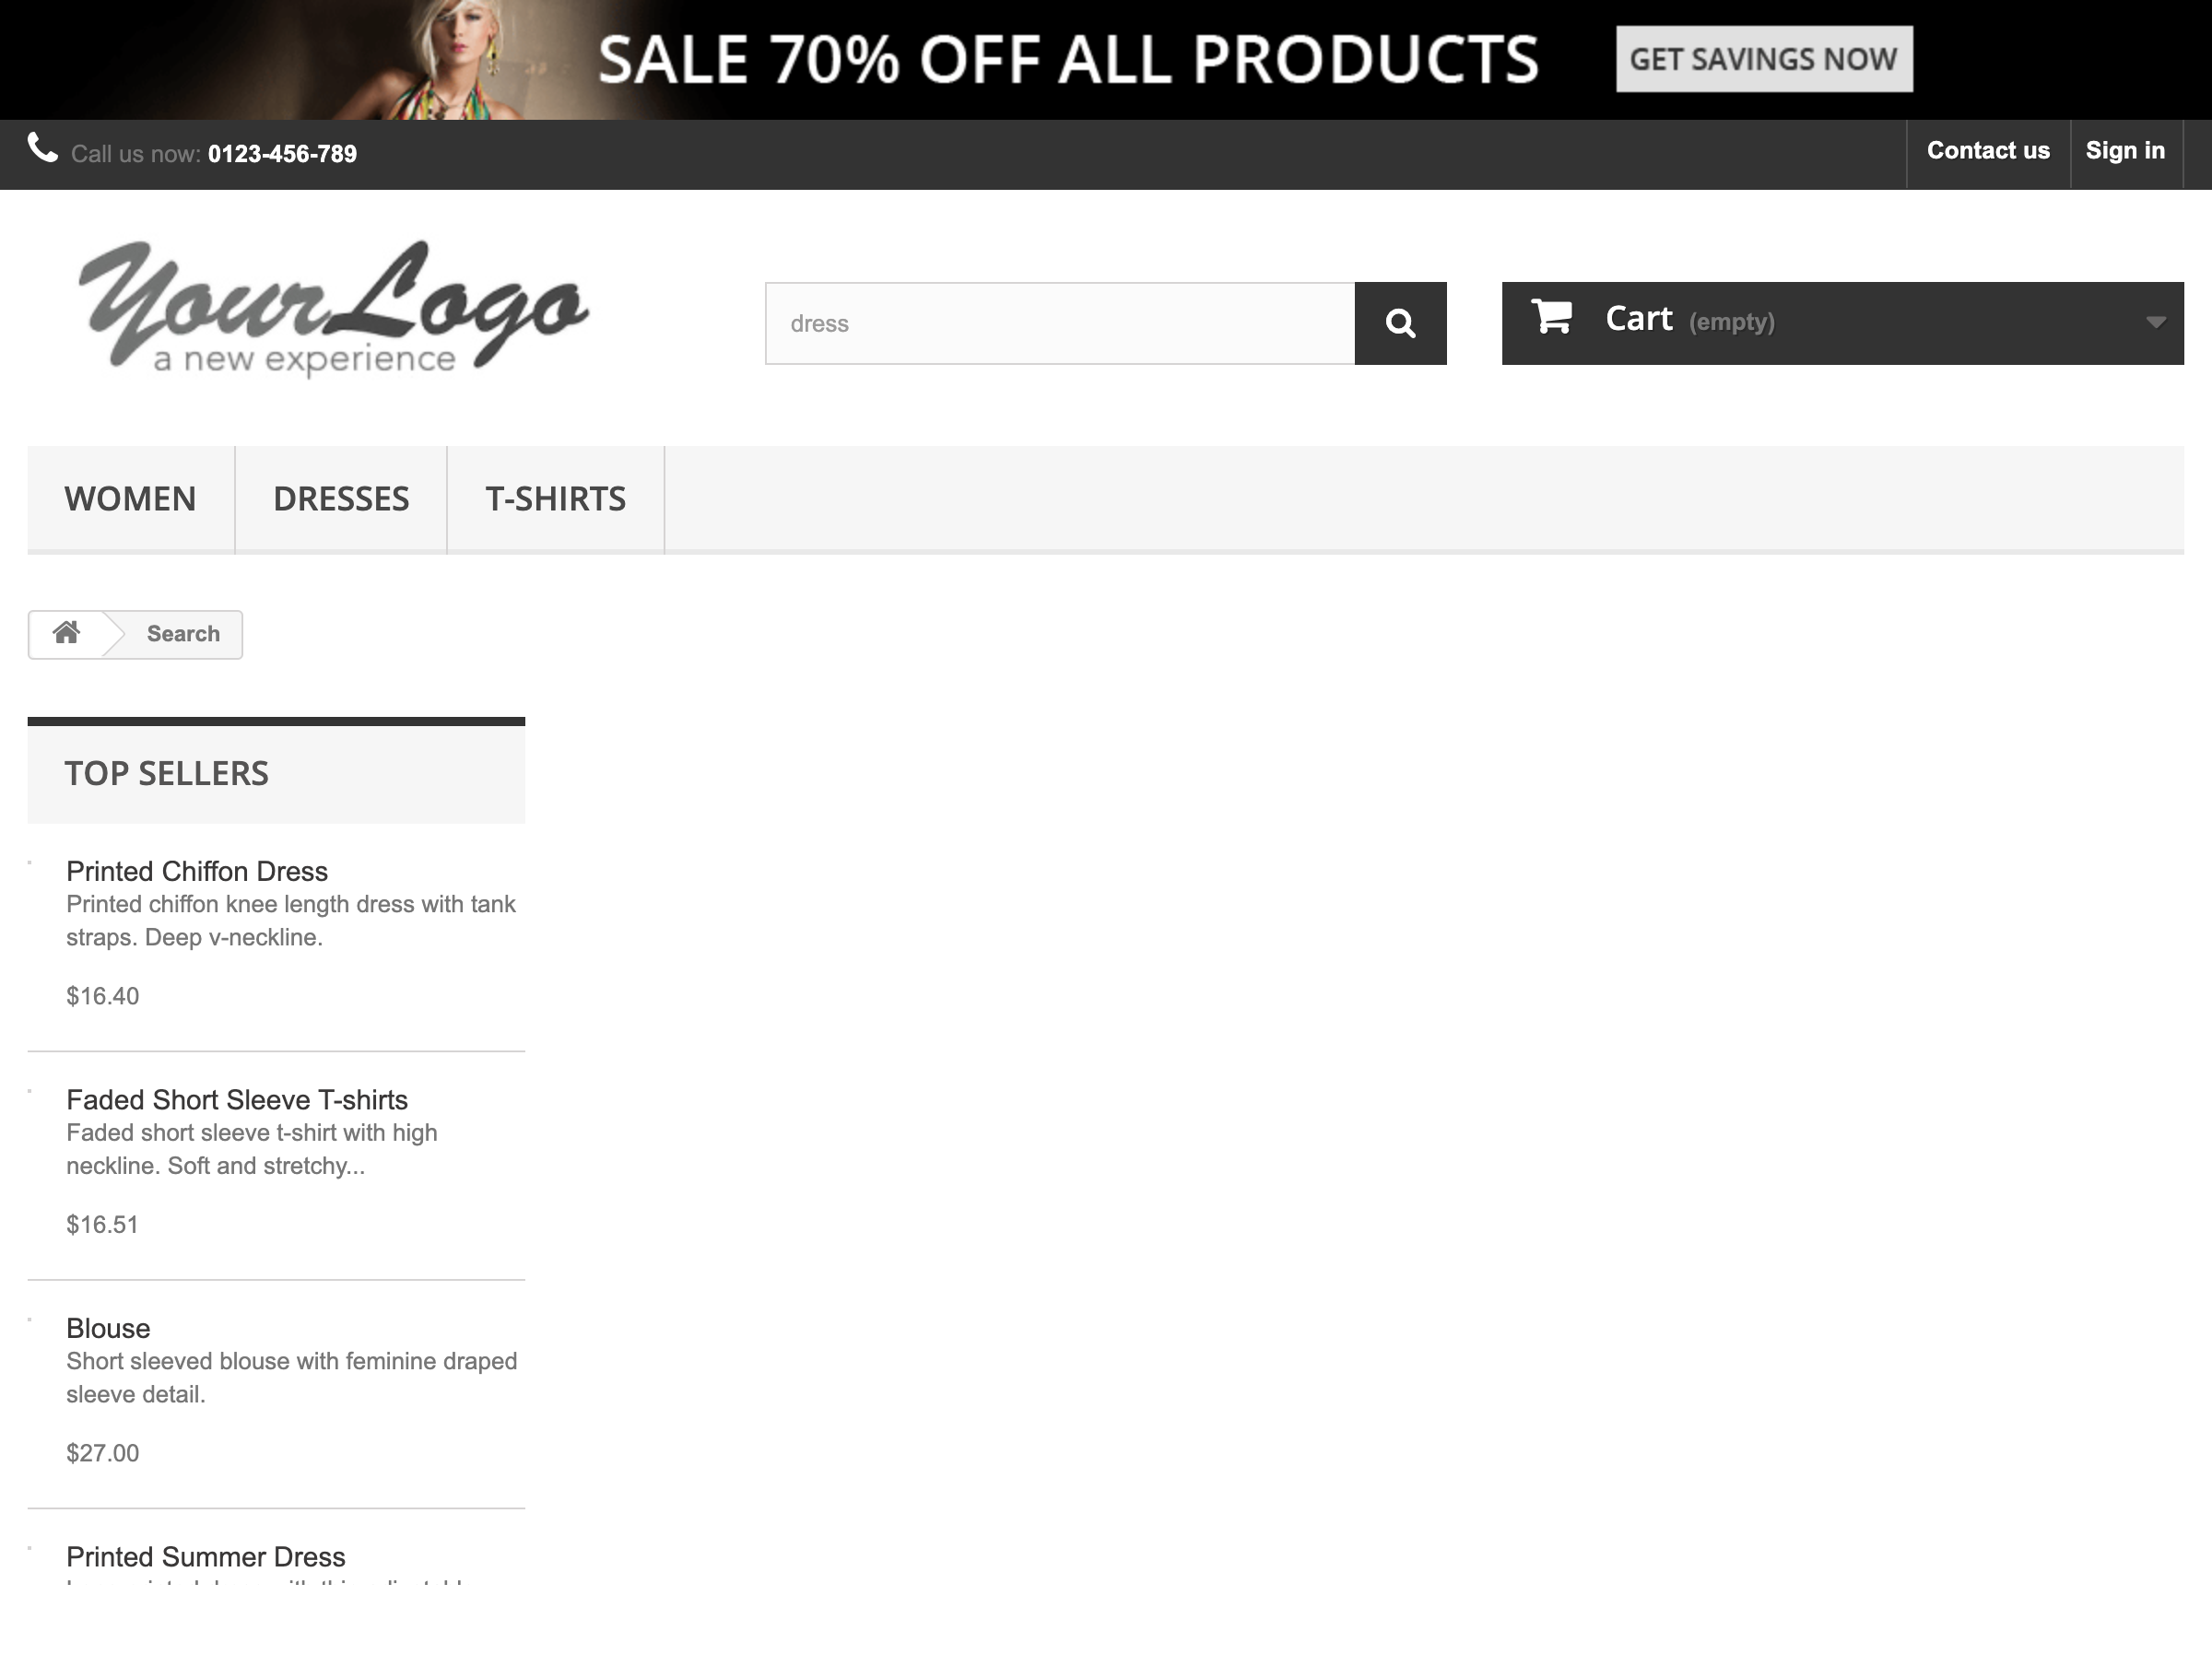 SALE 70% OFF ALL PRODUCTS
GET SAVINGS NOW
Call us now: 0123-456-789
Contact us
Sign in
YourLogo
a new experience
dress
Cart (empty)
WOMEN
DRESSES
T-SHIRTS
Search
TOP SELLERS
Printed Chiffon Dress
Printed chiffon knee length dress with tank
straps. Deep v-neckline.
$16.40
Faded Short Sleeve T-shirts
Faded short sleeve t-shirt with high
neckline. Soft and stretchy...
$16.51
Blouse
Short sleeved blouse with feminine draped
sleeve detail.
$27.00
Printed Summer Dress